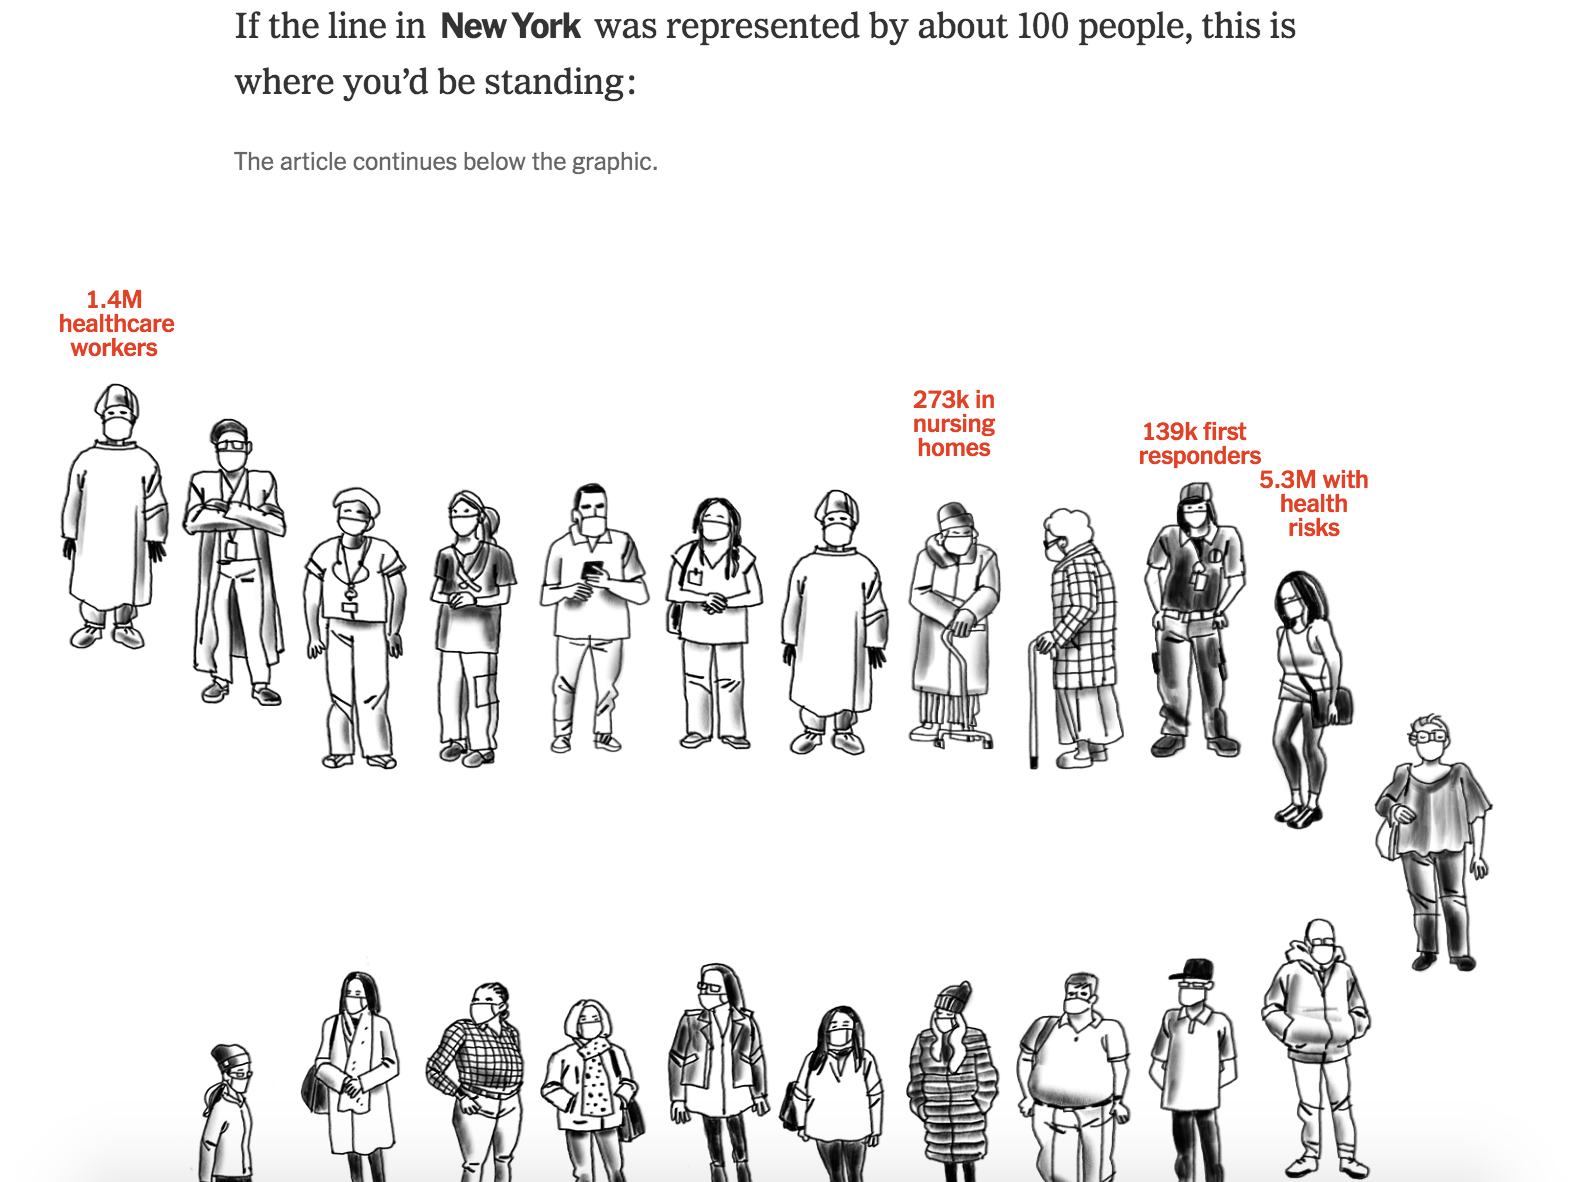 If the line in New York was represented by about 100 people, this is
where you’d be standing:
The article continues below the graphic.
1.4M
healthcare
workers
273k in
nursing
homes
139k first
responders
5.3M with
health
risks